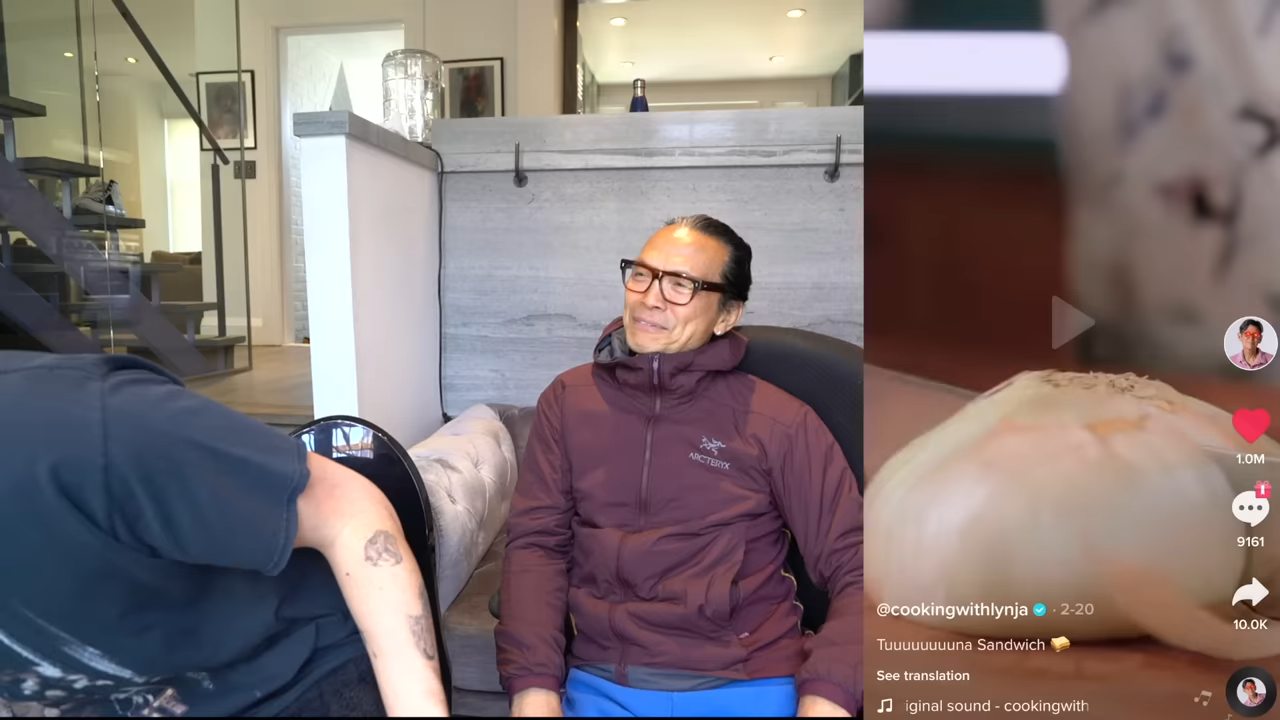 ARC'TERYX
1.0M
9161
10.0K
@cookingwithlynja · 2-20
Tuuuuuuuuna Sandwich
See translation
iginal sound - cookingwith